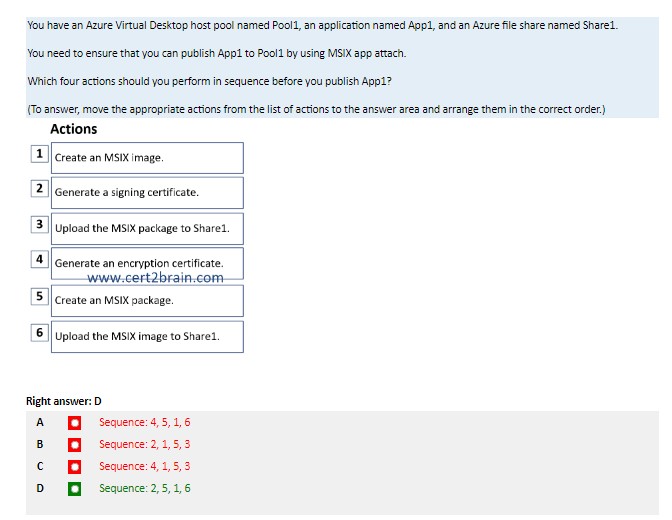 You have an Azure Virtual Desktop host pool named Pool1, an application named App1, and an Azure file share named Share1.
You need to ensure that you can publish App1 to Pool1 by using MSIX app attach.
Which four actions should you perform in sequence before you publish App1?
(To answer, move the appropriate actions from the list of actions to the answer area and arrange them in the correct order.)
Actions
1 Create an MSIX image.
2 Generate a signing certificate.
3 Upload the MSIX package to Share1.
4 Generate an encryption certificate.
www.cert2brain.com
5 Create an MSIX package.
6 Upload the MSIX image to Share1.
Right answer: D
A Sequence: 4, 5, 1, 6
B Sequence: 2, 1, 5, 3
C Sequence: 4, 1, 5, 3
D Sequence: 2, 5, 1, 6